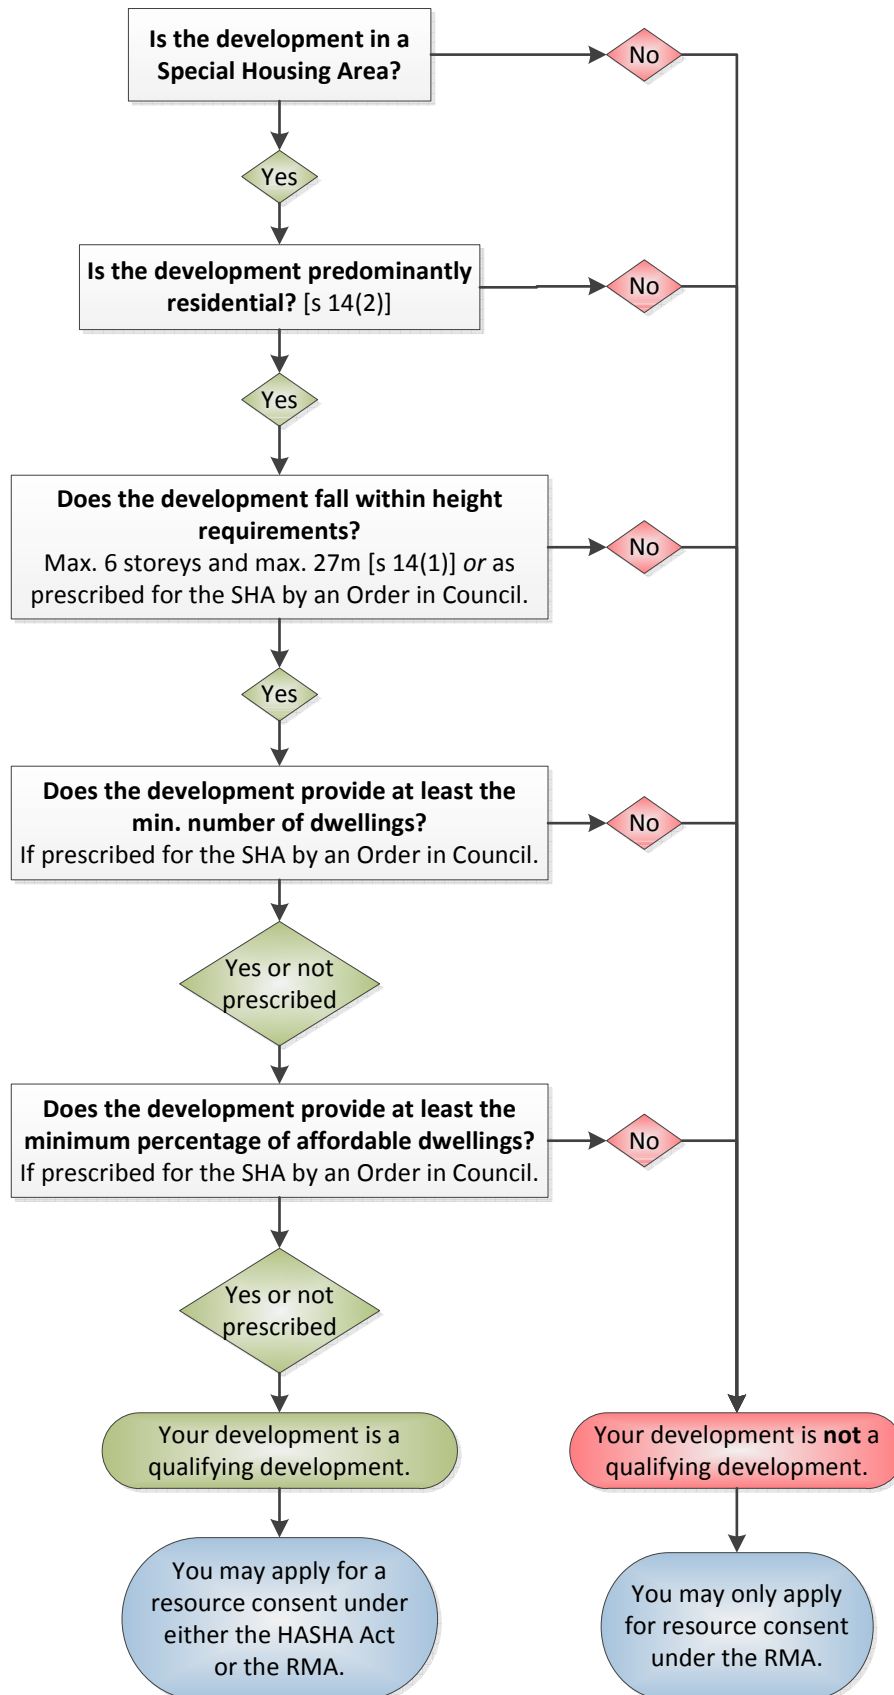 Is the development in a
Special Housing Area?
No
Yes
Is the development predominantly
residential? [s 14(2)]
No
Yes
Does the development fall within height
requirements?
Max. 6 storeys and max. 27m [s 14(1)] or as
prescribed for the SHA by an Order in Council.
No
Yes
Does the development provide at least the
min. number of dwellings?
If prescribed for the SHA by an Order in Council.
No
Yes or not
prescribed
Does the development provide at least the
minimum percentage of affordable dwellings?
If prescribed for the SHA by an Order in Council.
No
Yes or not
prescribed
Your development is a
qualifying development.
Your development is not a
qualifying development.
You may apply for a
resource consent under
either the HASHA Act
or the RMA.
You may only apply
for resource consent
under the RMA.